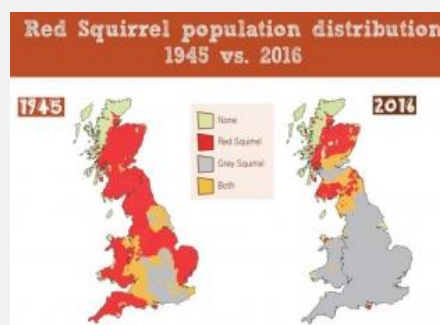 Red Squirrel population distribution
1945 vs. 2016
1945
None
Red Squirrel
Grey Squirrel
Both
2016